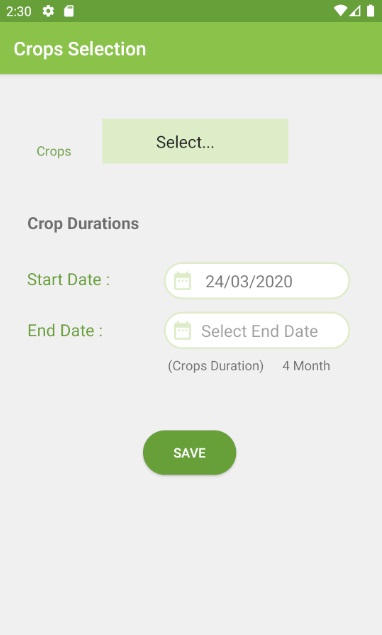 2:30
Crops Selection
Crops Select...
Crop Durations
Start Date : 24/03/2020
End Date : Select End Date
(Crops Duration) 4 Month
SAVE